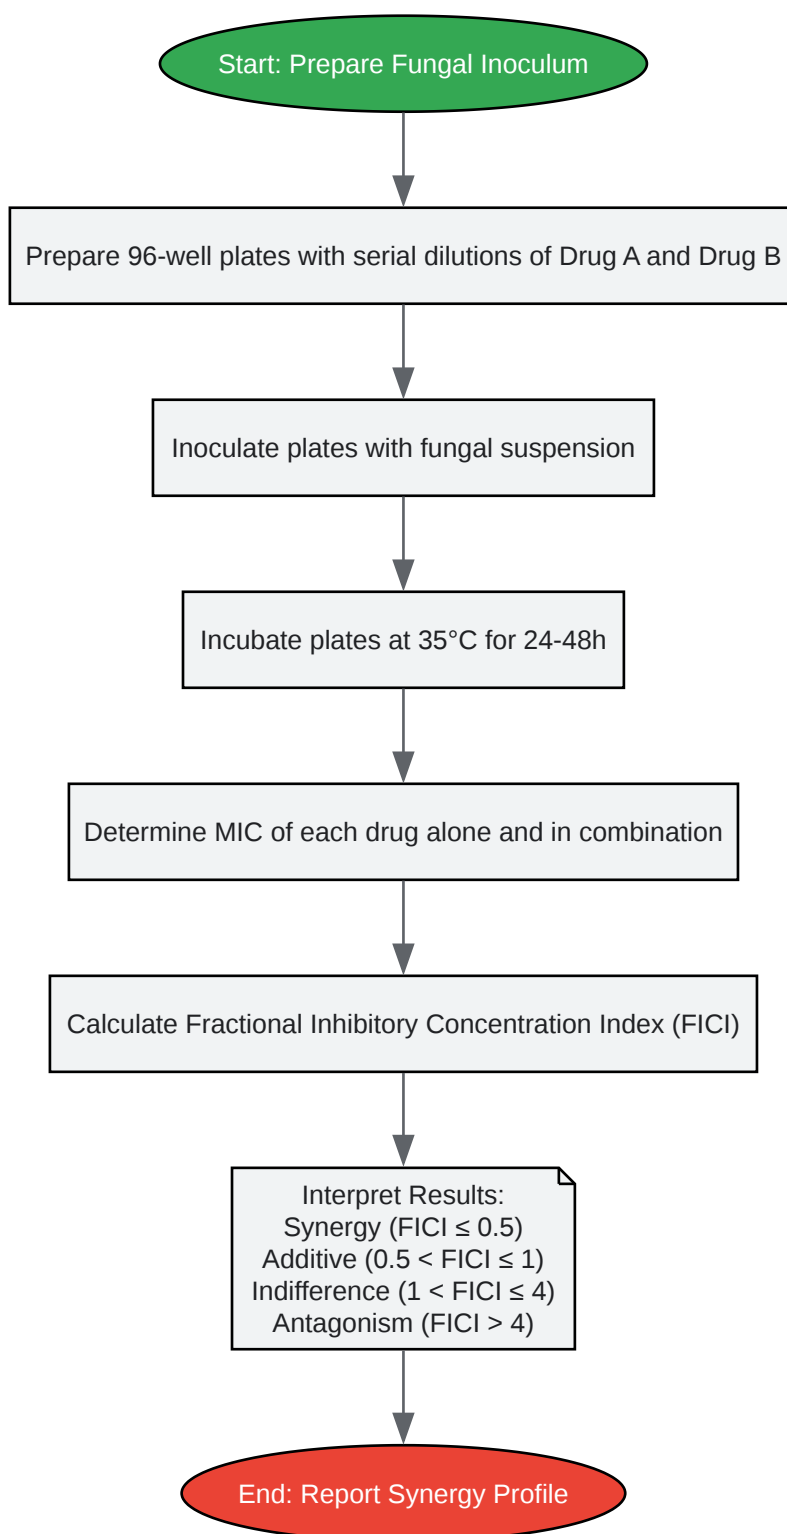 Start: Prepare Fungal Inoculum
Prepare 96-well plates with serial dilutions of Drug A and Drug B
Inoculate plates with fungal suspension
Incubate plates at 35°C for 24-48h
Determine MIC of each drug alone and in combination
Calculate Fractional Inhibitory Concentration Index (FICI)
Interpret Results:
Synergy (FICI ≤ 0.5)
Additive (0.5 < FICI ≤ 1)
Indifference (1 < FICI ≤ 4)
Antagonism (FICI > 4)
End: Report Synergy Profile